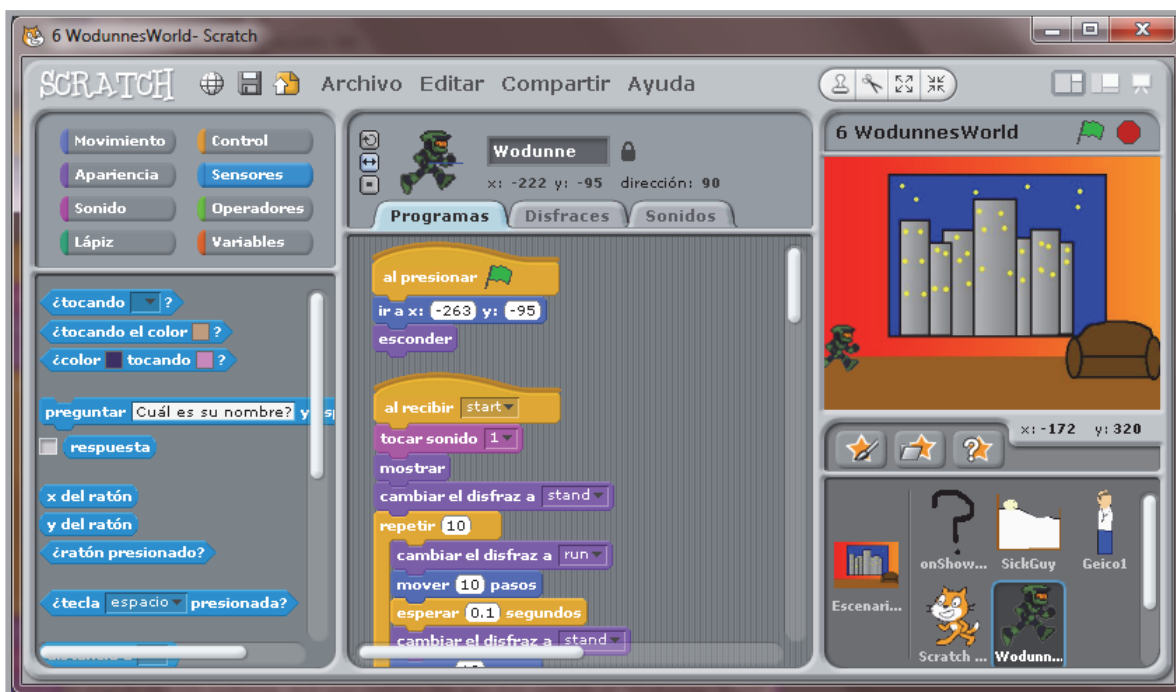 6 WodunnesWorld- Scratch
SCRATCH Archivo Editar Compartir Ayuda
Movimiento Control
Apariencia Sensores
Sonido Operadores
Lápiz Variables
¿tocando ?
¿tocando el color ?
¿color tocando ?
preguntar Cuál es su nombre? y
respuesta
x del ratón
y del ratón
¿ratón presionado?
¿tecla espacio presionada?
Wodunne
x: -222 y: -95 dirección: 90
Programas Disfraces Sonidos
al presionar
ir a x: -263 y: -95
esconder
al recibir start
tocar sonido 1
mostrar
cambiar el disfraz a stand
repetir 10
cambiar el disfraz a run
mover 10 pasos
esperar 0.1 segundos
cambiar el disfraz a stand
6 WodunnesWorld
x: -172 y: 320
onShow... SickGuy Geico1
Escenari...
Scratch ... Wodunn...